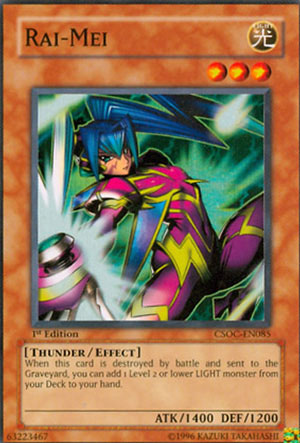 RAI-MEI
LIGHT
光
1st Edition
CSOC-EN085
[THUNDER / EFFECT]
When this card is destroyed by battle and sent to the
Graveyard, you can add 1 Level 2 or lower LIGHT monster from
your Deck to your hand.
ATK/1400 DEF/1200
63223467
©1996 KAZUKI TAKAHASHI